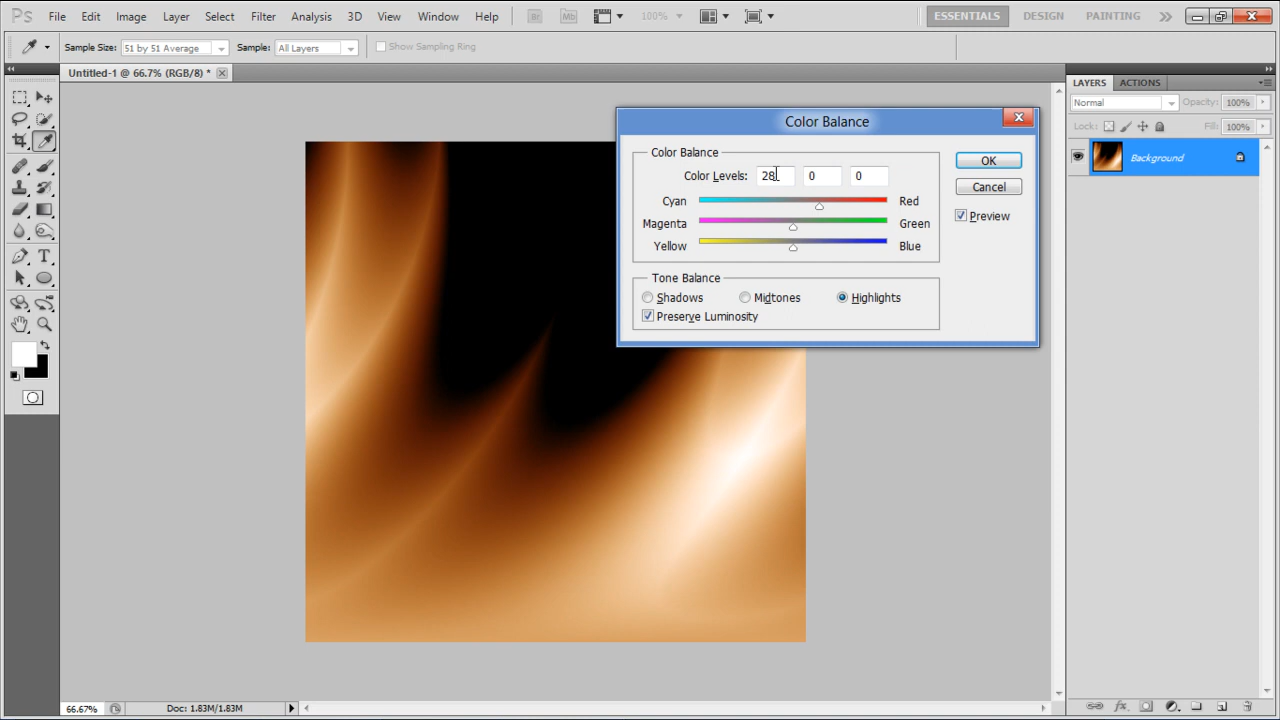 Ps File Edit Image Layer Select Filter Analysis 3D View Window Help Br Mb 100% ESSENTIALS DESIGN PAINTING
Sample Size: 51 by 51 Average Sample: All Layers Show Sampling Ring
Untitled-1 @ 66.7% (RGB/8) *
LAYERS ACTIONS
Normal Opacity: 100%
Lock: Fill: 100%
Background
Color Balance
Color Balance
Color Levels: 28 0 0
Cyan Red
Magenta Green
Yellow Blue
Tone Balance
Shadows Midtones Highlights
Preserve Luminosity
OK
Cancel
Preview
66.67% Doc: 1.83M/1.83M